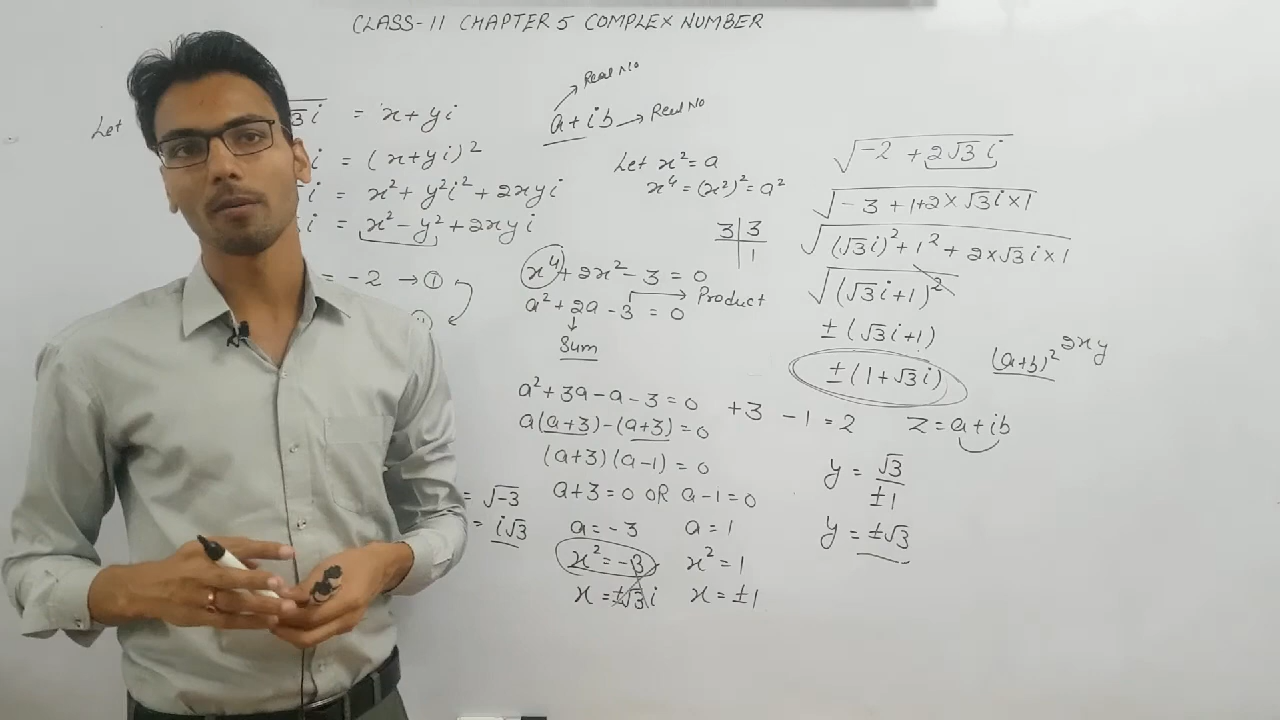 CLASS-11 CHAPTER 5 COMPLEX NUMBER
Let √3 i = x+yi
i = (x+yi)²
i = x²+y²i²+2xyi
i = x²-y²+2xyi
= -2 → ①
= √-3
= i√3
Real No
a+ib → Real No
Let x² = a
x⁴ = (x²)² = a²
3 | 3
1
x⁴+2x²-3 = 0
a²+2a-3 = 0 → Product
Sum
a²+3a-a-3 = 0
a(a+3)-(a+3) = 0
(a+3)(a-1) = 0
a+3=0 OR a-1=0
a=-3 a=1
x²=-3 x²=1
x=±√3i x=±1
+3 -1 = 2
√-2+2√3i
√-3+1+2×√3i×1
√(√3i)²+1²+2×√3i×1
√(√3i+1)²
±(√3i+1)
±(1+√3i)
(a+b)² 2xy
z=a+ib
y = √3/±1
y = ±√3